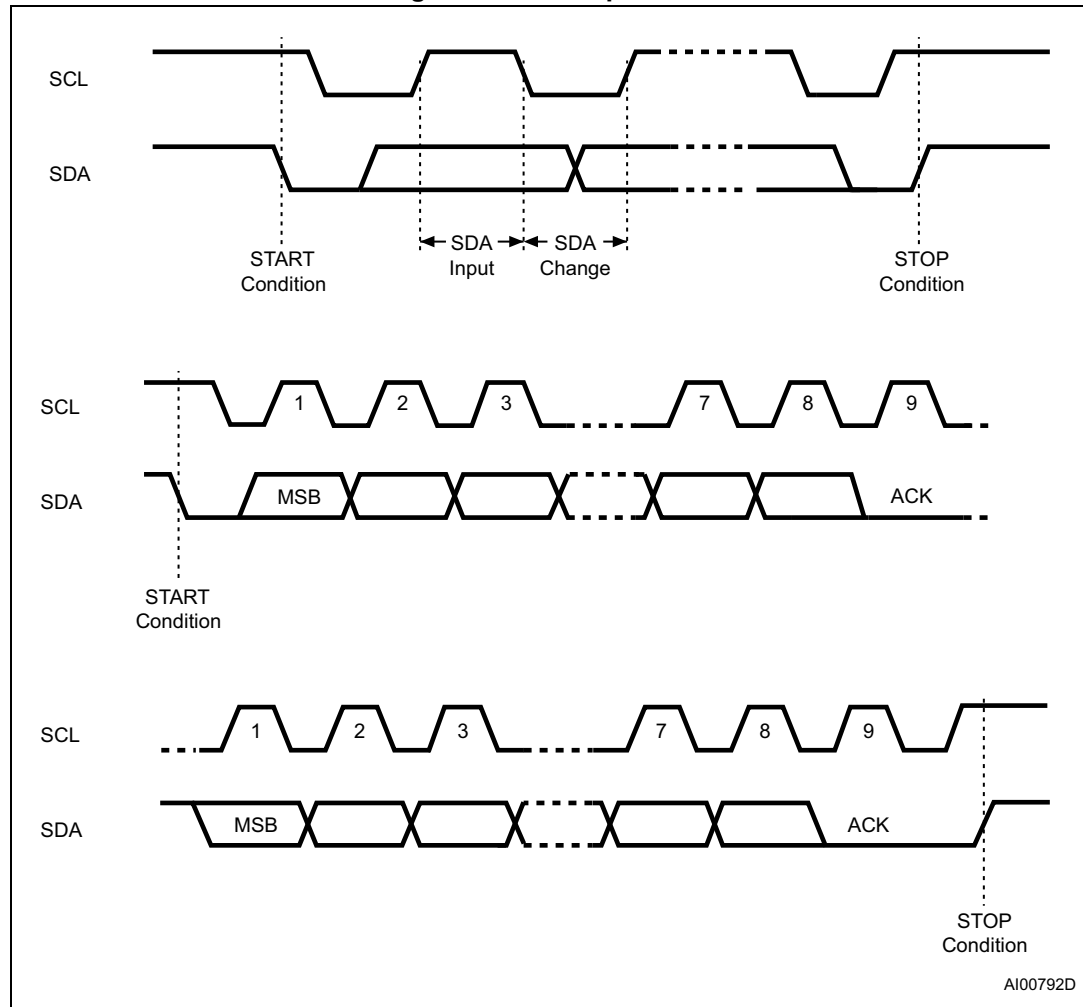 SCL
SDA
SDA
Input
SDA
Change
START
Condition
STOP
Condition
SCL
1 2 3 7 8 9
SDA
MSB ACK
START
Condition
SCL
1 2 3 7 8 9
SDA
MSB ACK
STOP
Condition
AI00792D